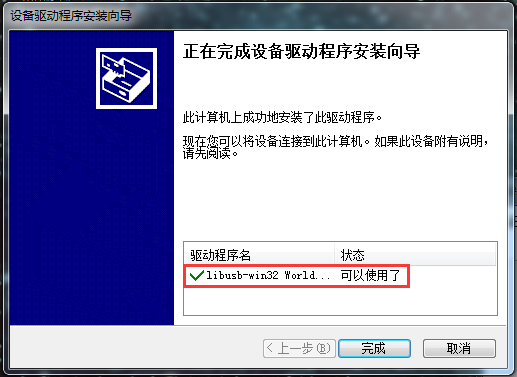 设备驱动程序安装向导
正在完成设备驱动程序安装向导
此计算机上成功地安装了此驱动程序。
现在您可以将设备连接到此计算机。如果此设备附有说明,
请先阅读。
驱动程序名 状态
libusb-win32 World... 可以使用了
< 上一步(B) 完成 取消